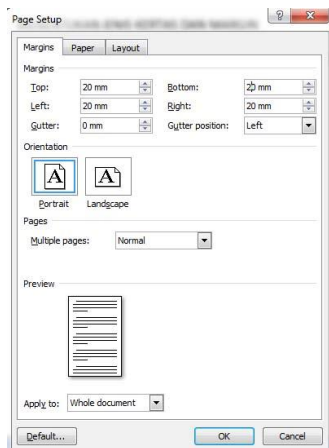 Page Setup
Margins Paper Layout
Margins
Top: 20 mm Bottom: 20 mm
Left: 20 mm Right: 20 mm
Gutter: 0 mm Gutter position: Left
Orientation
Portrait Landscape
Pages
Multiple pages: Normal
Preview
Apply to: Whole document
Default... OK Cancel